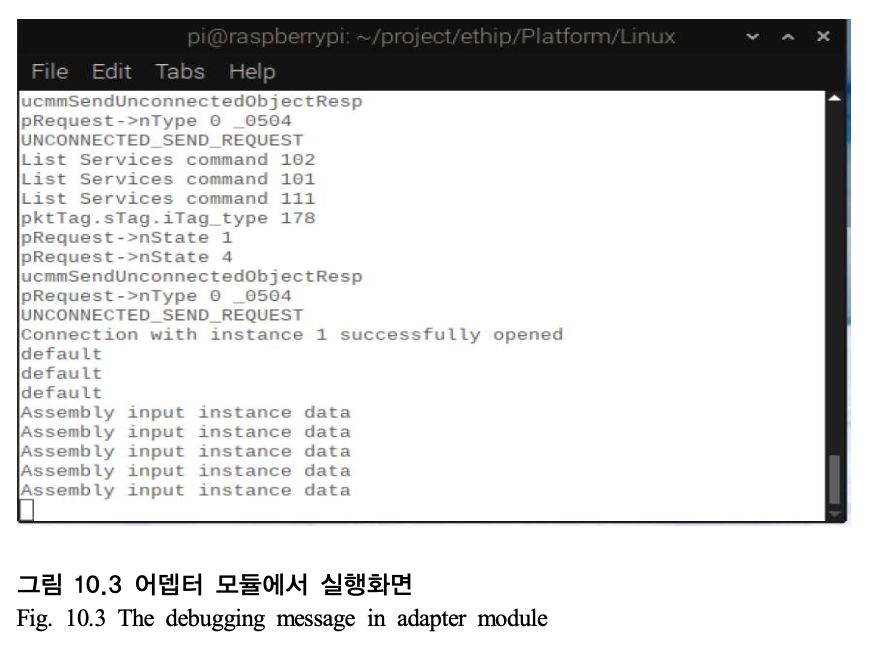 pi@raspberrypi: ~/project/ethip/Platform/Linux
File Edit Tabs Help
ucmmSendUnconnectedObjectResp
pRequest->nType 0 _0504
UNCONNECTED_SEND_REQUEST
List Services command 102
List Services command 101
List Services command 111
pktTag.sTag.iTag_type 178
pRequest->nState 1
pRequest->nState 4
ucmmSendUnconnectedObjectResp
pRequest->nType 0 _0504
UNCONNECTED_SEND_REQUEST
Connection with instance 1 successfully opened
default
default
default
Assembly input instance data
Assembly input instance data
Assembly input instance data
Assembly input instance data
Assembly input instance data
그림 10.3 어뎁터 모듈에서 실행화면
Fig. 10.3 The debugging message in adapter module